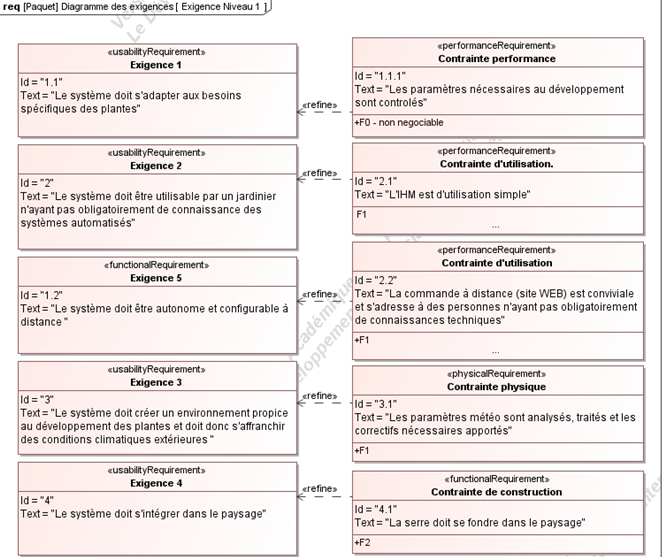 req [Paquet] Diagramme des exigences [ Exigence Niveau 1 ]
«usabilityRequirement»
Exigence 1
Id = "1.1"
Text = "Le système doit s'adapter aux besoins
spécifiques des plantes"
«refine»
«performanceRequirement»
Contrainte performance
Id = "1.1.1"
Text = "Les paramètres nécessaires au développement
sont controlés"
+F0 - non negociable
«usabilityRequirement»
Exigence 2
Id = "2"
Text = "Le système doit être utilisable par un jardinier
n'ayant pas obligatoirement de connaissance des
systèmes automatisés"
«refine»
«performanceRequirement»
Contrainte d'utilisation.
Id = "2.1"
Text = "L'IHM est d'utilisation simple"
F1
...
«functionalRequirement»
Exigence 5
Id = "1.2"
Text = "Le système doit être autonome et configurable à
distance "
«refine»
«performanceRequirement»
Contrainte d'utilisation
Id = "2.2"
Text = "La commande à distance (site WEB) est conviviale
et s'adresse à des personnes n'ayant pas obligatoirement
de connaissances techniques"
+F1
...
«usabilityRequirement»
Exigence 3
Id = "3"
Text = "Le système doit créer un environnement propice
au développement des plantes et doit donc s'affranchir
des conditions climatiques extérieures "
«refine»
«physicalRequirement»
Contrainte physique
Id = "3.1"
Text = "Les paramètres météo sont analysés, traités et les
correctifs nécessaires apportés"
+F1
«usabilityRequirement»
Exigence 4
Id = "4"
Text = "Le système doit s'intégrer dans le paysage"
«refine»
«functionalRequirement»
Contrainte de construction
Id = "4.1"
Text = "La serre doit se fondre dans le paysage"
+F2